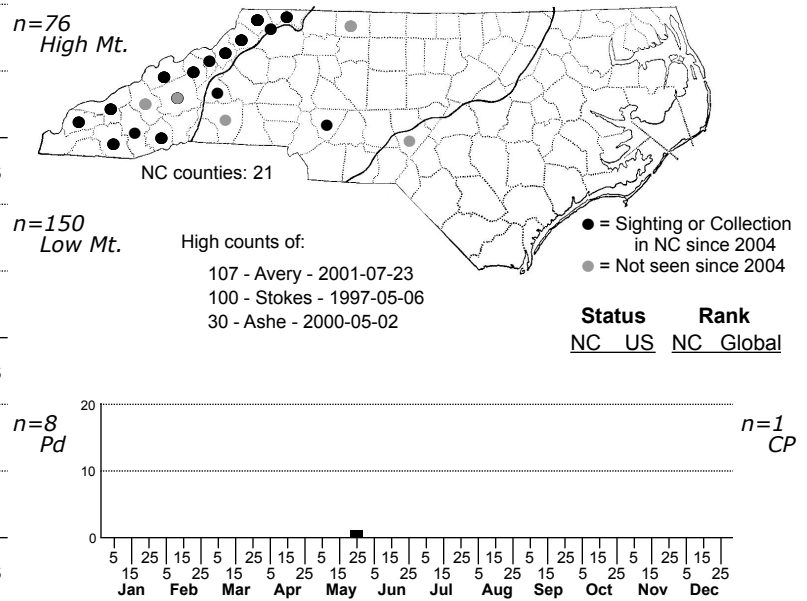 n=76
High Mt.
NC counties: 21
n=150
Low Mt.
High counts of:
107 - Avery - 2001-07-23
100 - Stokes - 1997-05-06
30 - Ashe - 2000-05-02
= Sighting or Collection
in NC since 2004
= Not seen since 2004
Status Rank
NC US NC Global
n=8
Pd
n=1
CP
20
10
0
5 15 25 5 15 25 5 15 25 5 15 25 5 15 25 5 15 25 5 15 25 5 15 25 5 15 25 5 15 25 5 15 25 5 15 25
Jan Feb Mar Apr May Jun Jul Aug Sep Oct Nov Dec